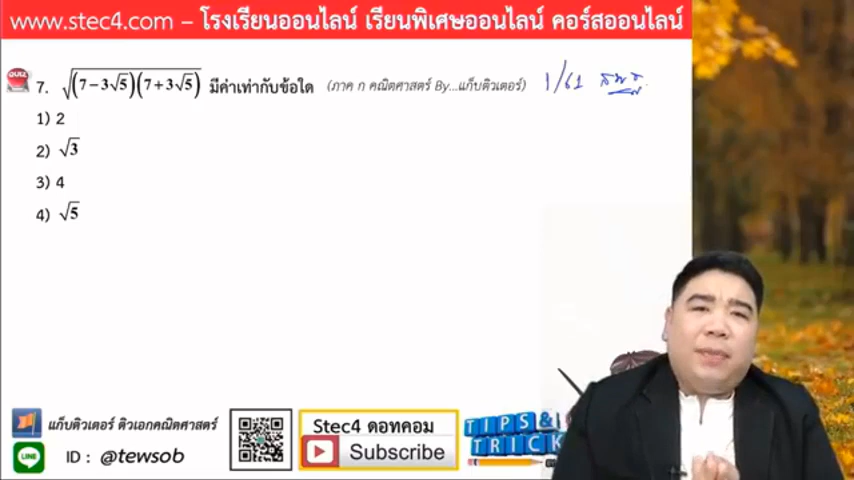 www.stec4.com – โรงเรียนออนไลน์ เรียนพิเศษออนไลน์ คอร์สออนไลน์
QUIZ
7. √(7−3√5)(7+3√5) มีค่าเท่ากับข้อใด (ภาค ก คณิตศาสตร์ By...แก็บติวเตอร์) 1/61
1) 2
2) √3
3) 4
4) √5
แก็บติวเตอร์ ติวเอกคณิตศาสตร์
LINE ID : @tewsob
Stec4 ดอทคอม
Subscribe
TIPS &
TRICK